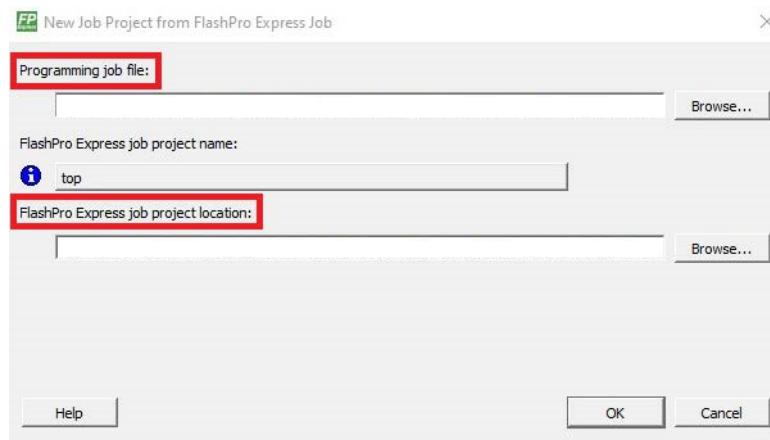 FP
New Job Project from FlashPro Express Job
Programming job file:
Browse...
FlashPro Express job project name:
top
FlashPro Express job project location:
Browse...
Help
OK
Cancel